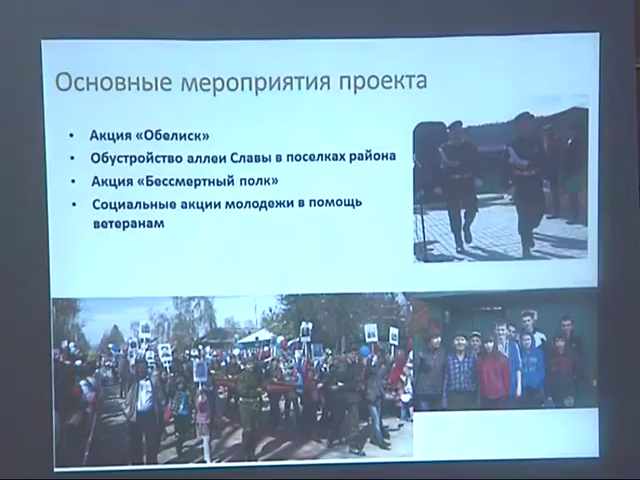 Основные мероприятия проекта
• Акция «Обелиск»
• Обустройство аллеи Славы в поселках района
• Акция «Бессмертный полк»
• Социальные акции молодежи в помощь
ветеранам